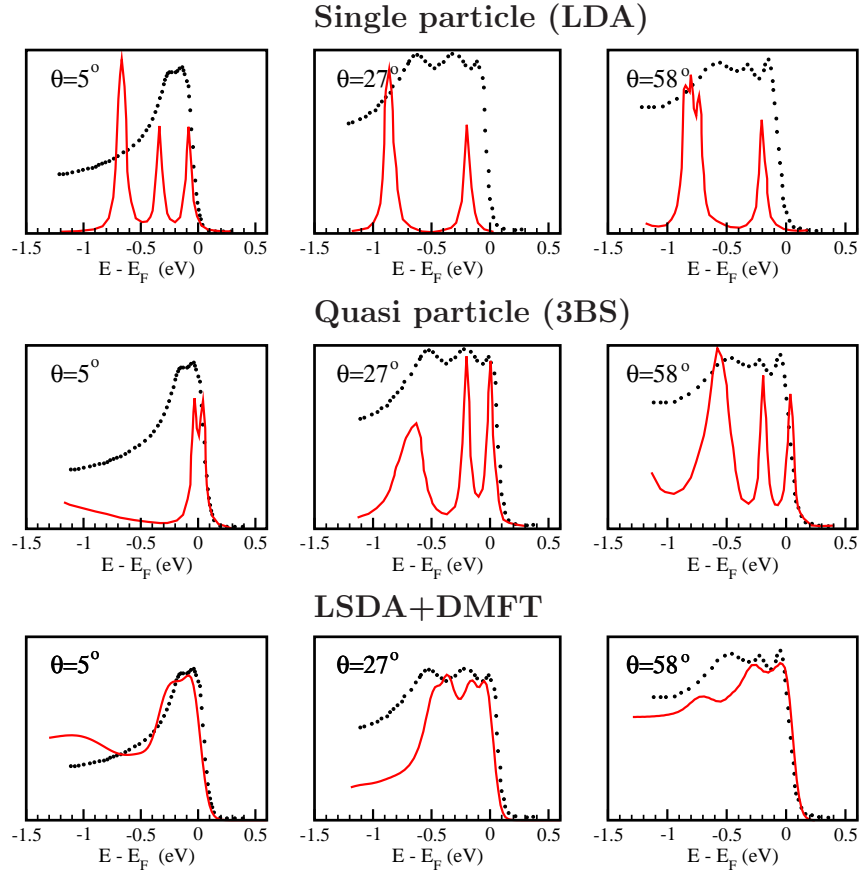 Single particle (LDA)
θ=5° θ=27° θ=58°
-1.5 -1 -0.5 0 0.5 -1.5 -1 -0.5 0 0.5 -1.5 -1 -0.5 0 0.5
E - E_F (eV) E - E_F (eV) E - E_F (eV)
Quasi particle (3BS)
θ=5° θ=27° θ=58°
-1.5 -1 -0.5 0 0.5 -1.5 -1 -0.5 0 0.5 -1.5 -1 -0.5 0 0.5
E - E_F (eV) E - E_F (eV) E - E_F (eV)
LSDA+DMFT
θ=5° θ=27° θ=58°
-1.5 -1 -0.5 0 0.5 -1.5 -1 -0.5 0 0.5 -1.5 -1 -0.5 0 0.5
E - E_F (eV) E - E_F (eV) E - E_F (eV)